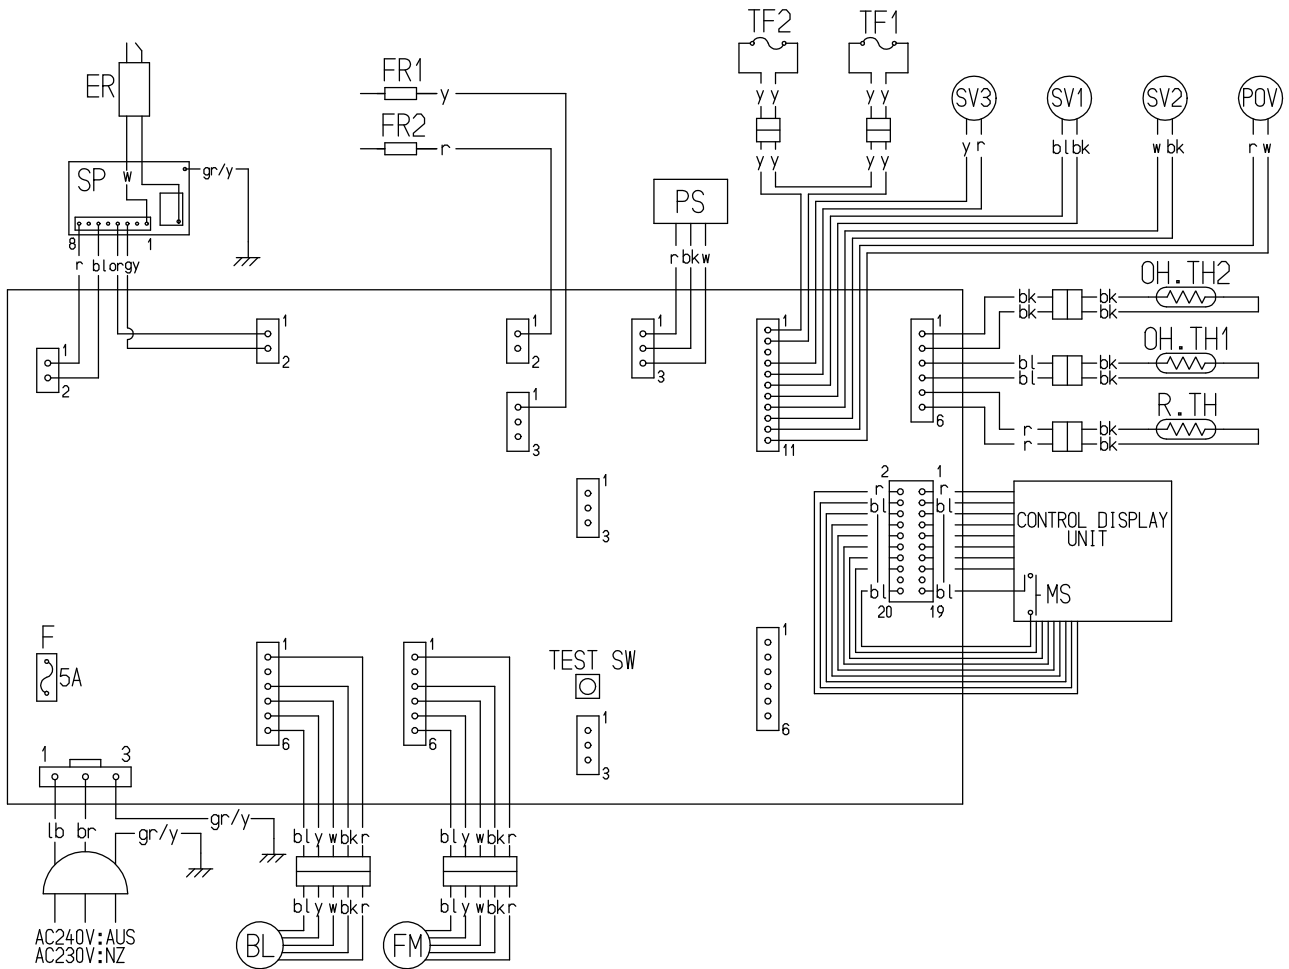 TF2 TF1
ER FR1 y SV3 SV1 SV2 POV
y y y y
FR2 r
y r bl bk w bk r w
SP w gr/y y y y y
PS
8 1
r bl or gy r bk w
OH.TH2
bk bk
bk bk
1 1 1 1 1
OH.TH1
1 2 2 3 bl bk
bl bk
2 1
R.TH
r bk
3 11 6 r bk
2 1
1 r r
bl bl
CONTROL DISPLAY
UNIT
3
bl bl MS
20 19
F 1 1 1
TEST SW
5A
1 6 6 6
1 3 3
lb br gr/y gr/y bl y w bk r bl y w bk r
bl y w bk r bl y w bk r
AC240V:AUS
AC230V:NZ BL FM